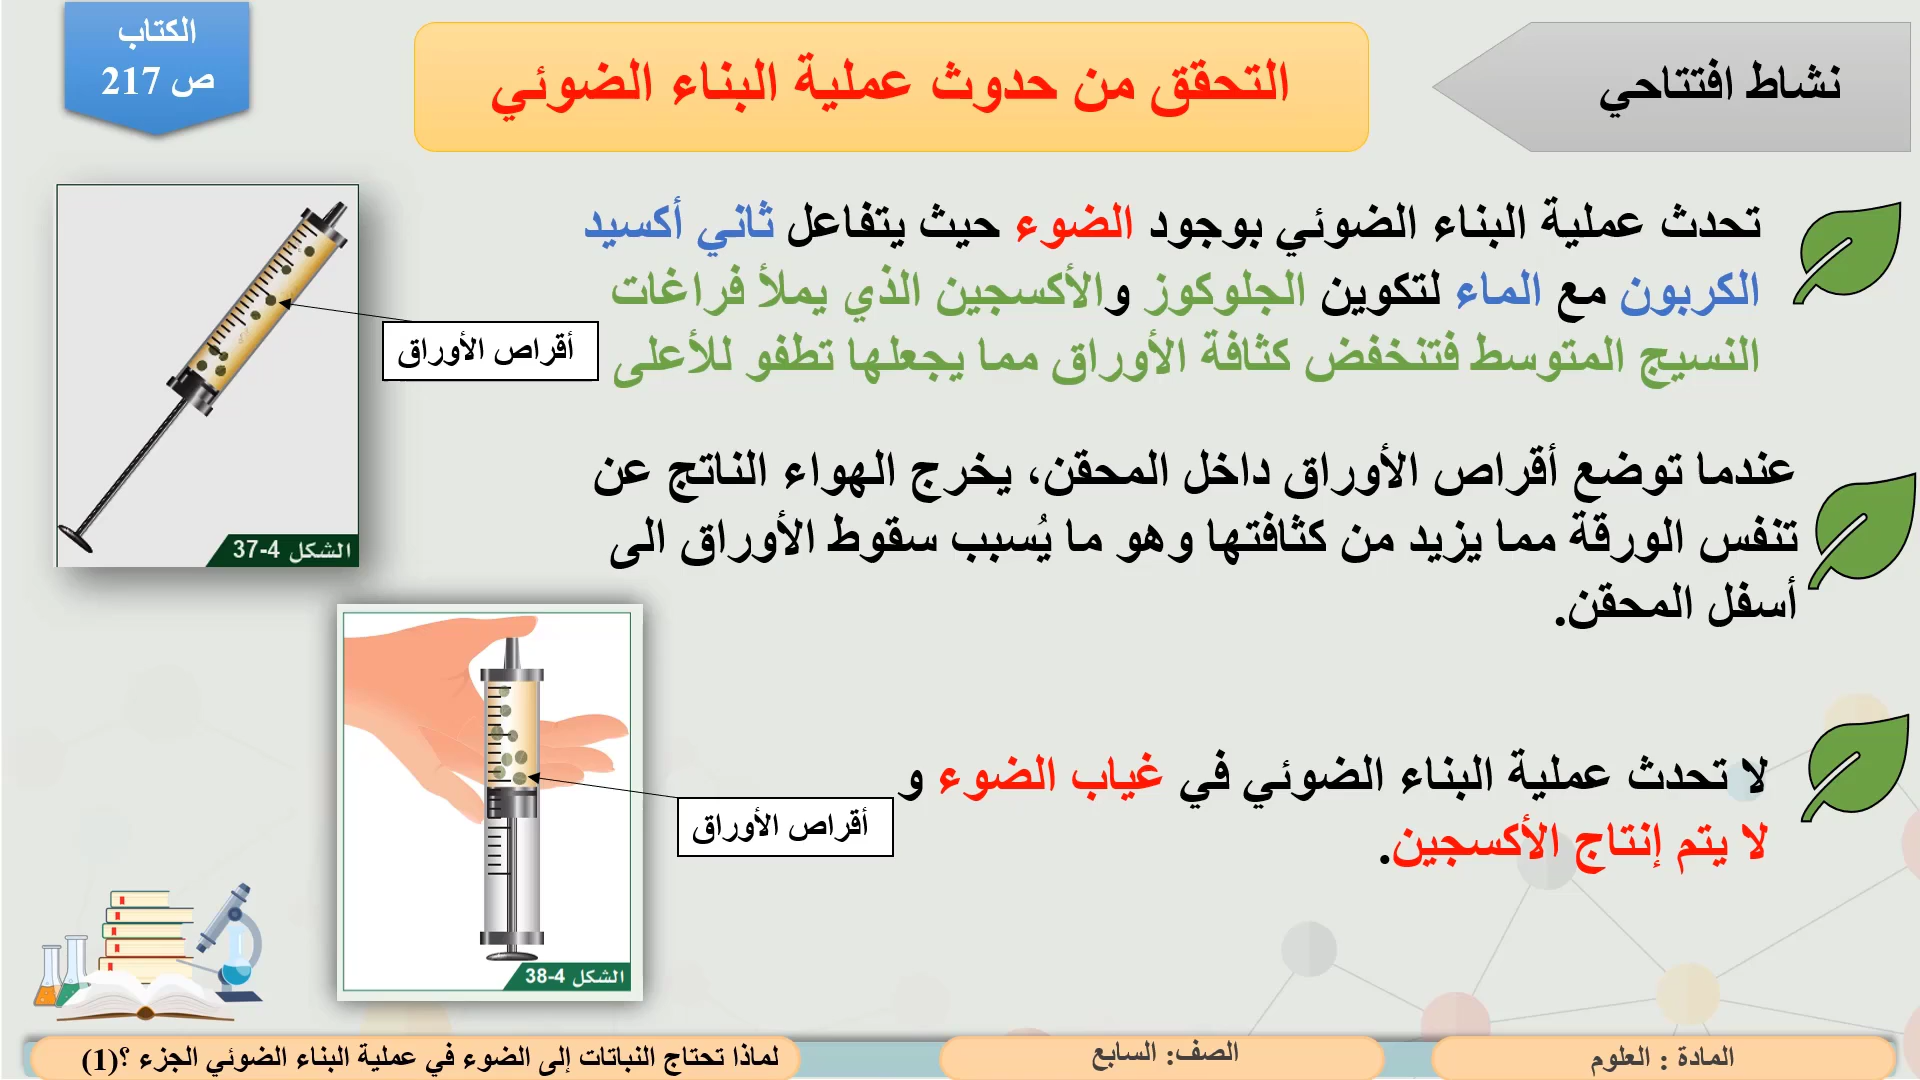 نشاط افتتاحي
التحقق من حدوث عملية البناء الضوئي
الكتاب
ص 217
تحدث عملية البناء الضوئي بوجود الضوء حيث يتفاعل ثاني أكسيد
الكربون مع الماء لتكوين الجلوكوز والأكسجين الذي يملأ فراغات
النسيج المتوسط فتنخفض كثافة الأوراق مما يجعلها تطفو للأعلى
أقراص الأوراق
الشكل 4-37
عندما توضع أقراص الأوراق داخل المحقن، يخرج الهواء الناتج عن
تنفس الورقة مما يزيد من كثافتها وهو ما يُسبب سقوط الأوراق الى
أسفل المحقن.
لا تحدث عملية البناء الضوئي في غياب الضوء و
لا يتم إنتاج الأكسجين.
أقراص الأوراق
الشكل 4-38
المادة : العلوم
الصف: السابع
لماذا تحتاج النباتات إلى الضوء في عملية البناء الضوئي الجزء ؟(1)